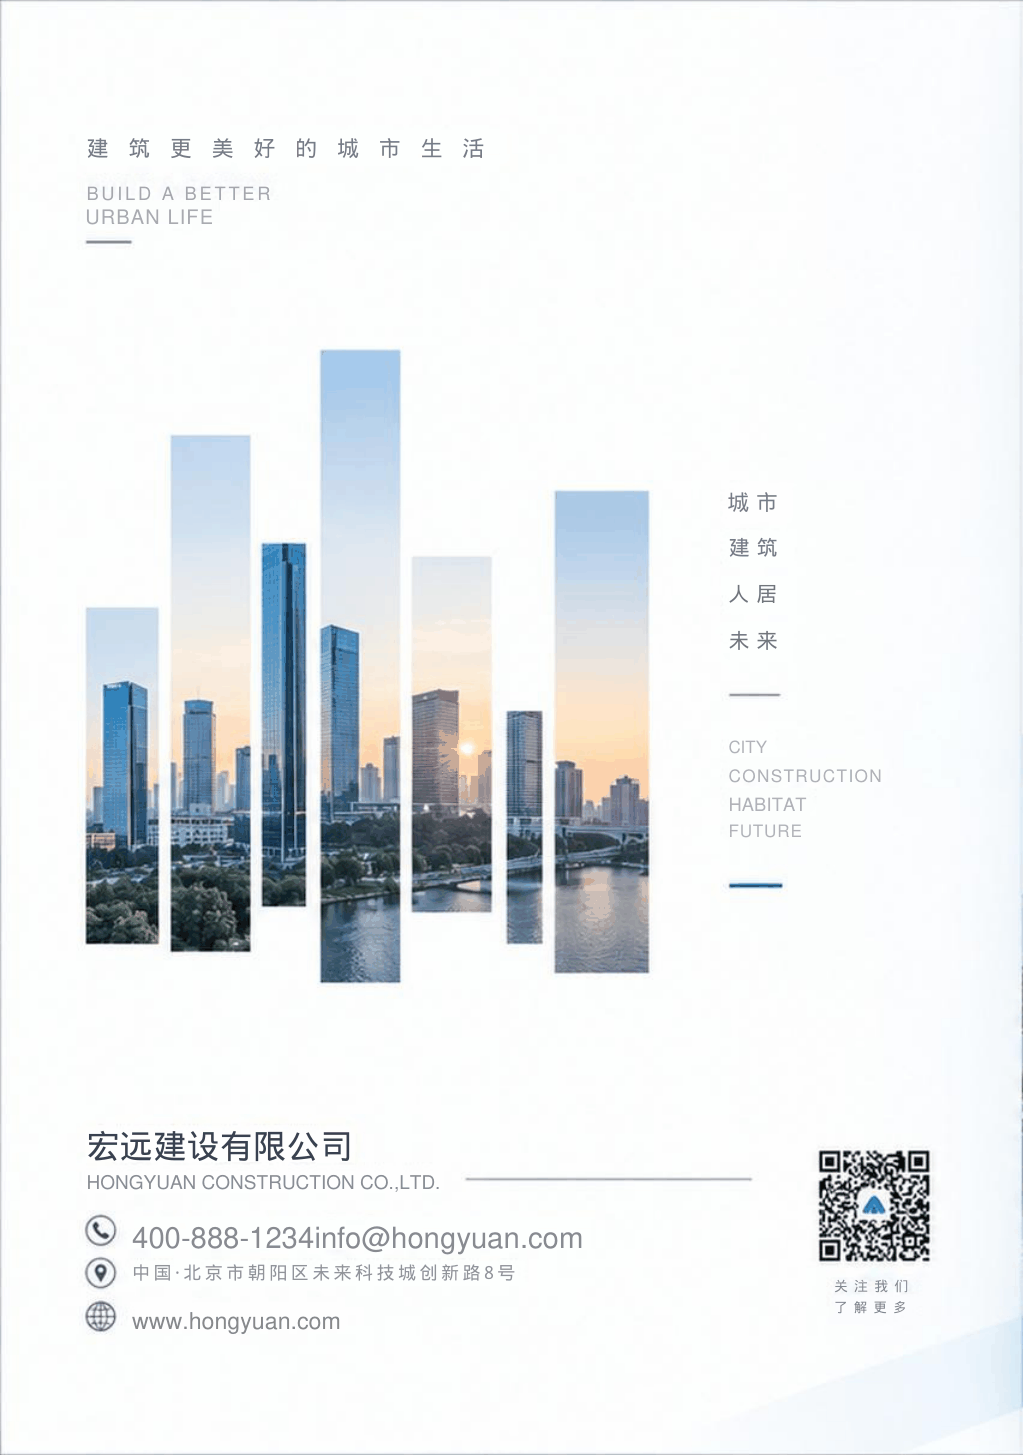 建筑更美好的城市生活
BUILD A BETTER
URBAN LIFE
城市
建筑
人居
未来
CITY
CONSTRUCTION
HABITAT
FUTURE
宏远建设有限公司
HONGYUAN CONSTRUCTION CO.,LTD.
400-888-1234info@hongyuan.com
中国·北京市朝阳区未来科技城创新路8号
www.hongyuan.com
关注我们
了解更多